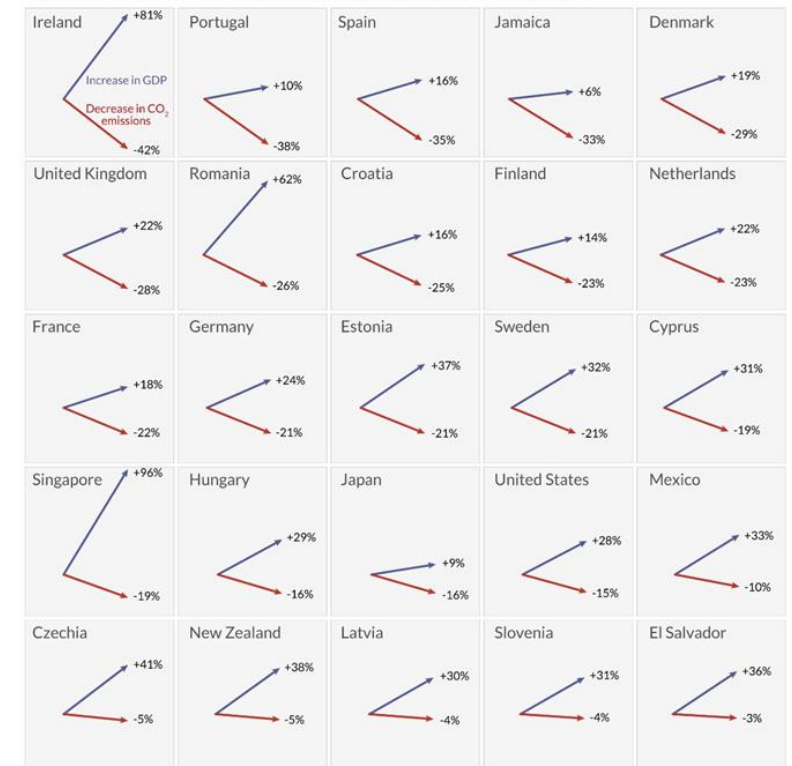 Ireland
+81%
Increase in GDP
Decrease in CO₂
emissions
-42%
Portugal
+10%
-38%
Spain
+16%
-35%
Jamaica
+6%
-33%
Denmark
+19%
-29%
United Kingdom
+22%
-28%
Romania
+62%
-26%
Croatia
+16%
-25%
Finland
+14%
-23%
Netherlands
+22%
-23%
France
+18%
-22%
Germany
+24%
-21%
Estonia
+37%
-21%
Sweden
+32%
-21%
Cyprus
+31%
-19%
Singapore
+96%
-19%
Hungary
+29%
-16%
Japan
+9%
-16%
United States
+28%
-15%
Mexico
+33%
-10%
Czechia
+41%
-5%
New Zealand
+38%
-5%
Latvia
+30%
-4%
Slovenia
+31%
-4%
El Salvador
+36%
-3%